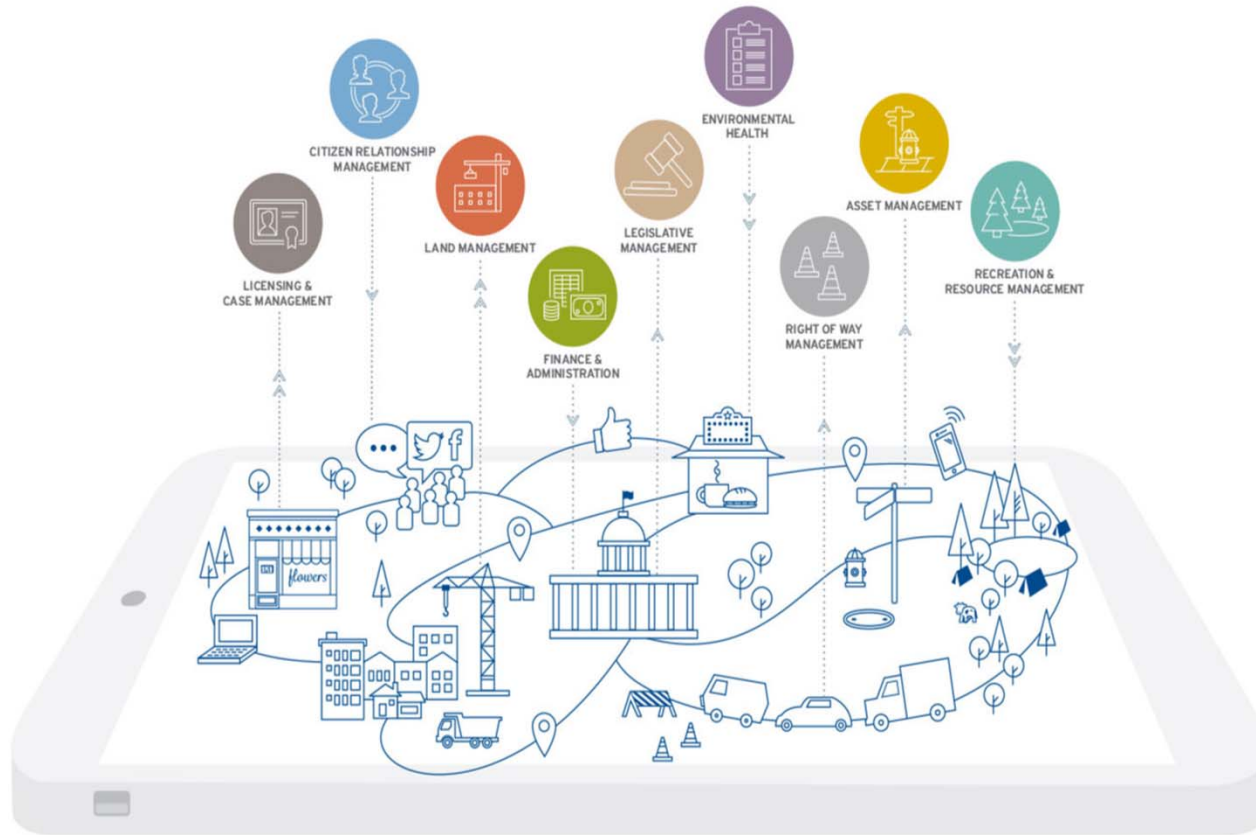 ENVIRONMENTAL
HEALTH
CITIZEN RELATIONSHIP
MANAGEMENT
ASSET MANAGEMENT
LAND MANAGEMENT
LEGISLATIVE
MANAGEMENT
LICENSING &
CASE MANAGEMENT
RECREATION &
RESOURCE MANAGEMENT
RIGHT OF WAY
MANAGEMENT
FINANCE &
ADMINISTRATION
f
flowers